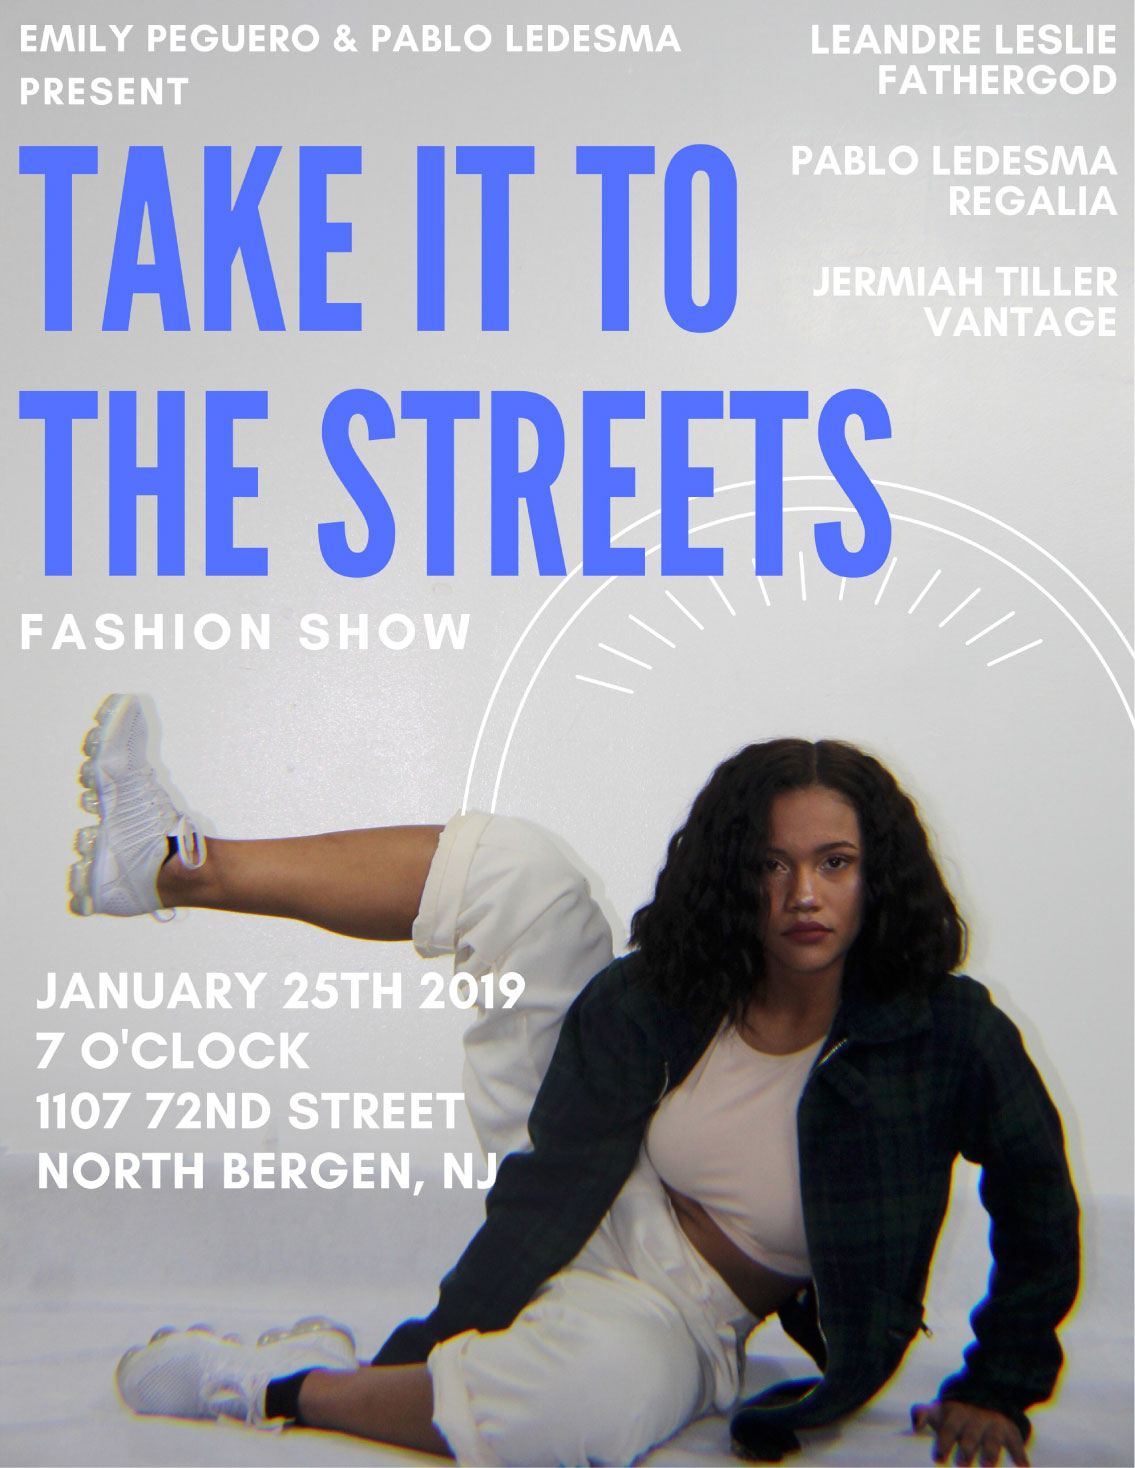 EMILY PEGUERO & PABLO LEDESMA
PRESENT
TAKE IT TO
THE STREETS
FASHION SHOW
LEANDRE LESLIE
FATHERGOD
PABLO LEDESMA
REGALIA
JERMIAH TILLER
VANTAGE
JANUARY 25TH 2019
7 O'CLOCK
1107 72ND STREET
NORTH BERGEN, NJ